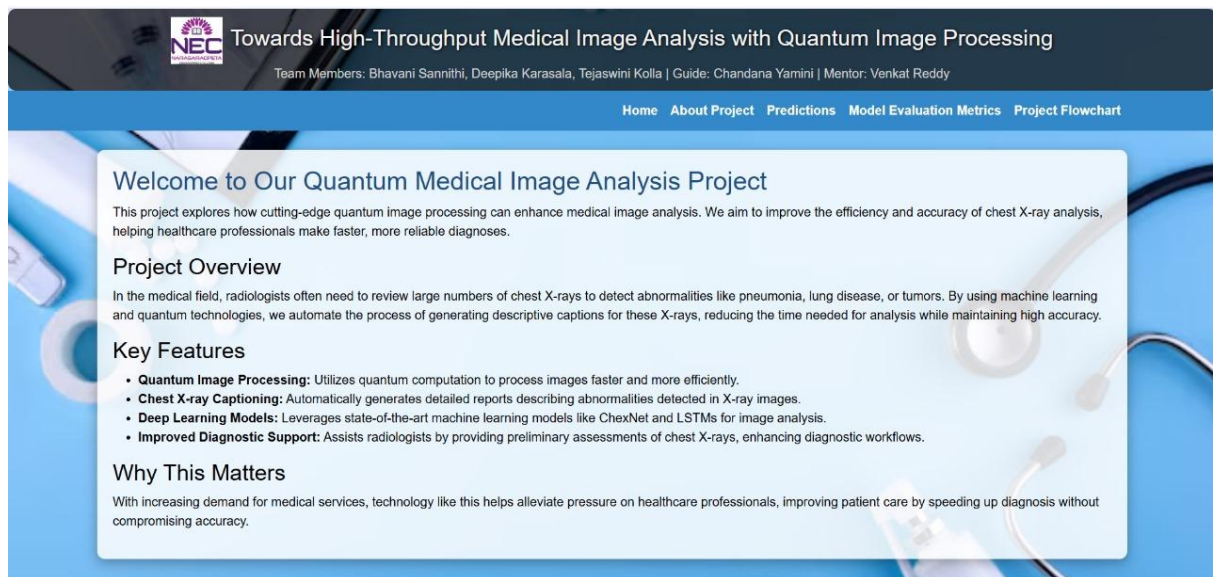 NEC
NARASARAOPETA
Towards High-Throughput Medical Image Analysis with Quantum Image Processing
Team Members: Bhavani Sannithi, Deepika Karasala, Tejaswini Kolla | Guide: Chandana Yamini | Mentor: Venkat Reddy
Home About Project Predictions Model Evaluation Metrics Project Flowchart
Welcome to Our Quantum Medical Image Analysis Project
This project explores how cutting-edge quantum image processing can enhance medical image analysis. We aim to improve the efficiency and accuracy of chest X-ray analysis,
helping healthcare professionals make faster, more reliable diagnoses.
Project Overview
In the medical field, radiologists often need to review large numbers of chest X-rays to detect abnormalities like pneumonia, lung disease, or tumors. By using machine learning
and quantum technologies, we automate the process of generating descriptive captions for these X-rays, reducing the time needed for analysis while maintaining high accuracy.
Key Features
• Quantum Image Processing: Utilizes quantum computation to process images faster and more efficiently.
• Chest X-ray Captioning: Automatically generates detailed reports describing abnormalities detected in X-ray images.
• Deep Learning Models: Leverages state-of-the-art machine learning models like ChexNet and LSTMs for image analysis.
• Improved Diagnostic Support: Assists radiologists by providing preliminary assessments of chest X-rays, enhancing diagnostic workflows.
Why This Matters
With increasing demand for medical services, technology like this helps alleviate pressure on healthcare professionals, improving patient care by speeding up diagnosis without
compromising accuracy.